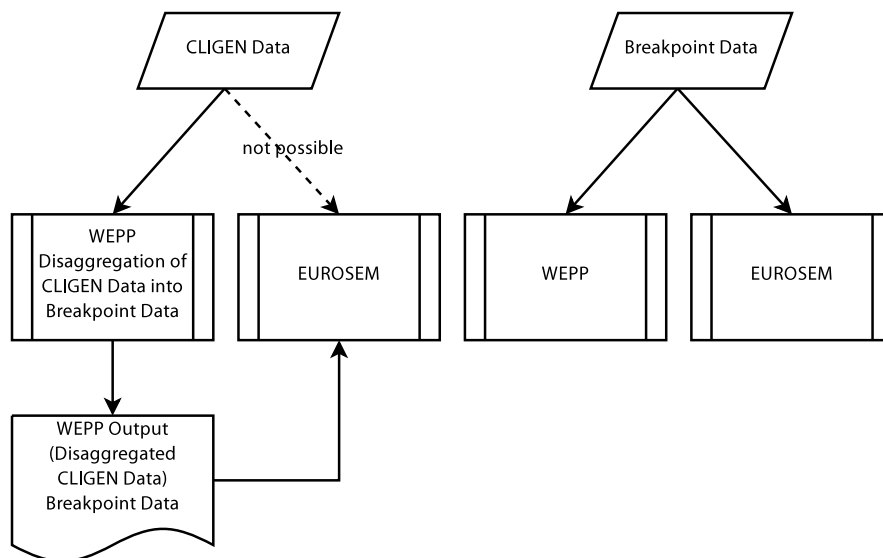 CLIGEN Data
Breakpoint Data
not possible
WEPP
Disaggregation of
CLIGEN Data into
Breakpoint Data
EUROSEM
WEPP
EUROSEM
WEPP Output
(Disaggregated
CLIGEN Data)
Breakpoint Data